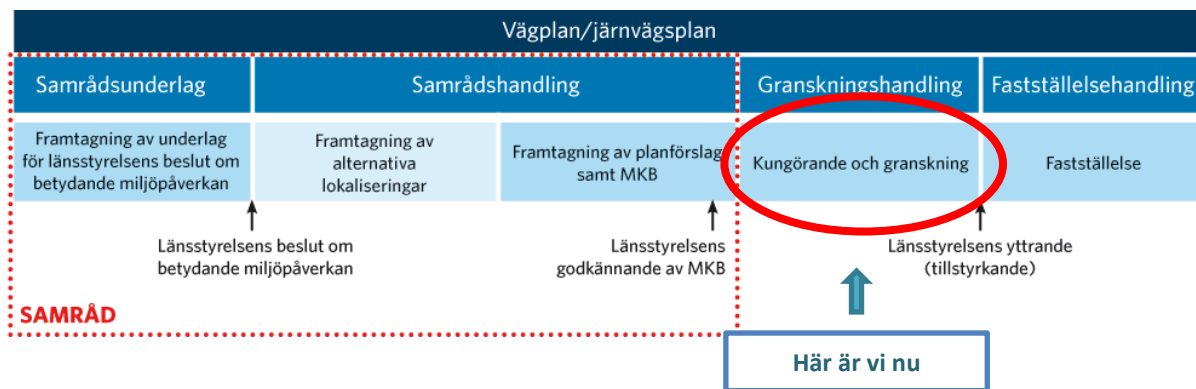 Vägplan/järnvägsplan
Samrådsunderlag
Samrådshandling
Granskningshandling
Fastställelsehandling
Framtagning av underlag
för länsstyrelsens beslut om
betydande miljöpåverkan
Framtagning av
alternativa
lokaliseringar
Framtagning av planförslag
samt MKB
Kungörande och granskning
Fastställelse
Länsstyrelsens beslut om
betydande miljöpåverkan
Länsstyrelsens
godkännande av MKB
Länsstyrelsens yttrande
(tillstyrkande)
SAMRÅD
Här är vi nu